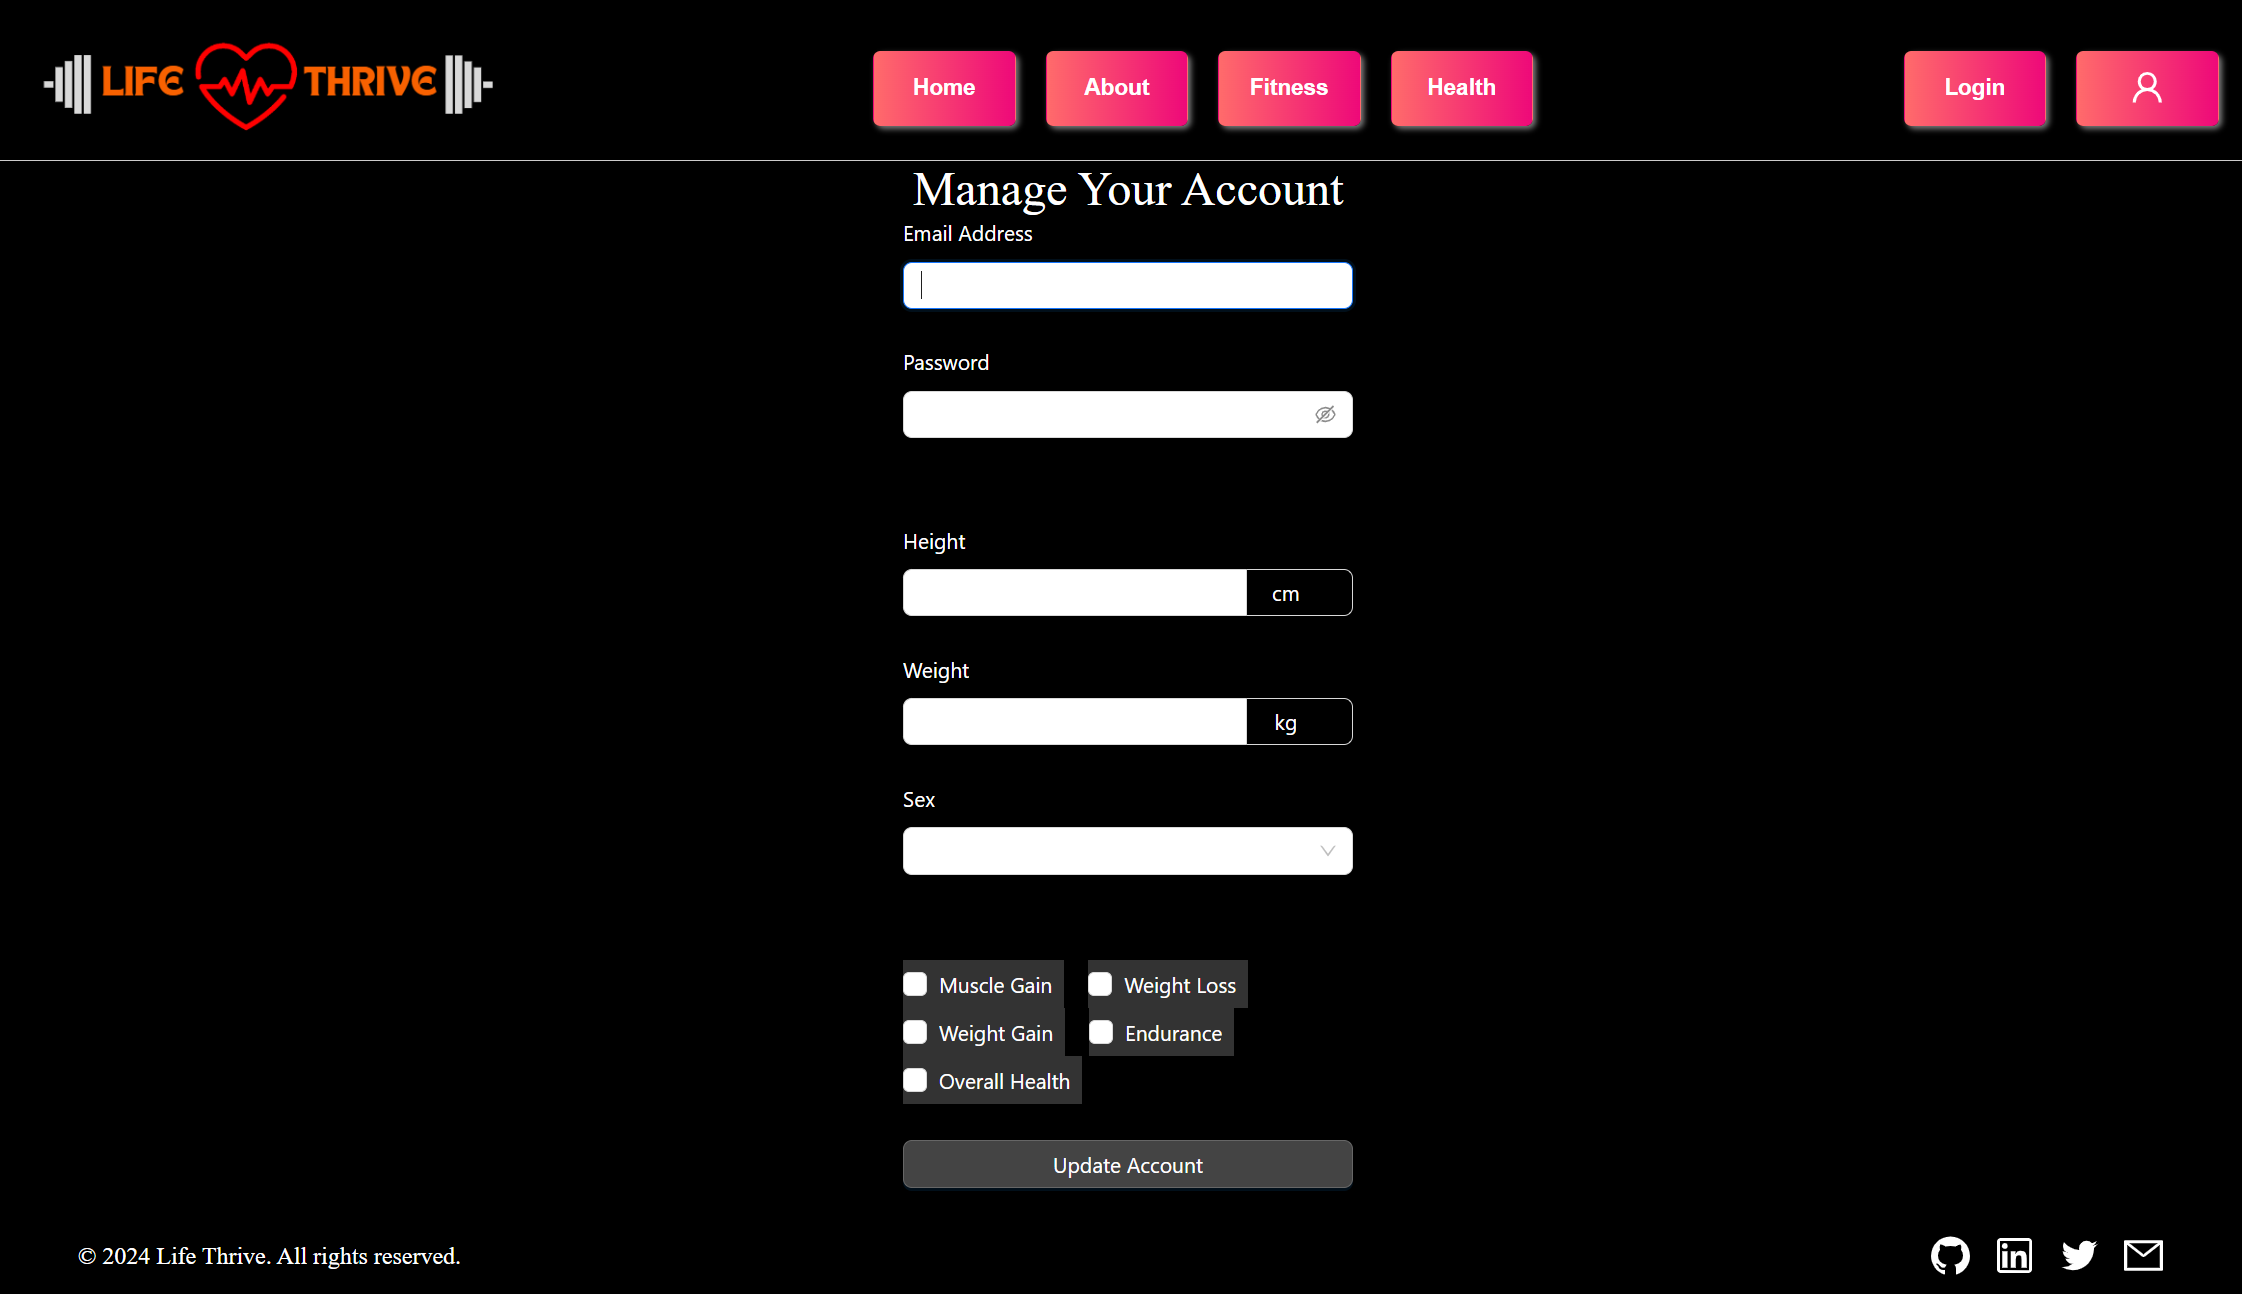 LIFE THRIVE
Home About Fitness Health Login
Manage Your Account
Email Address
Password
Height
cm
Weight
kg
Sex
Muscle Gain Weight Loss
Weight Gain Endurance
Overall Health
Update Account
© 2024 Life Thrive. All rights reserved.
in